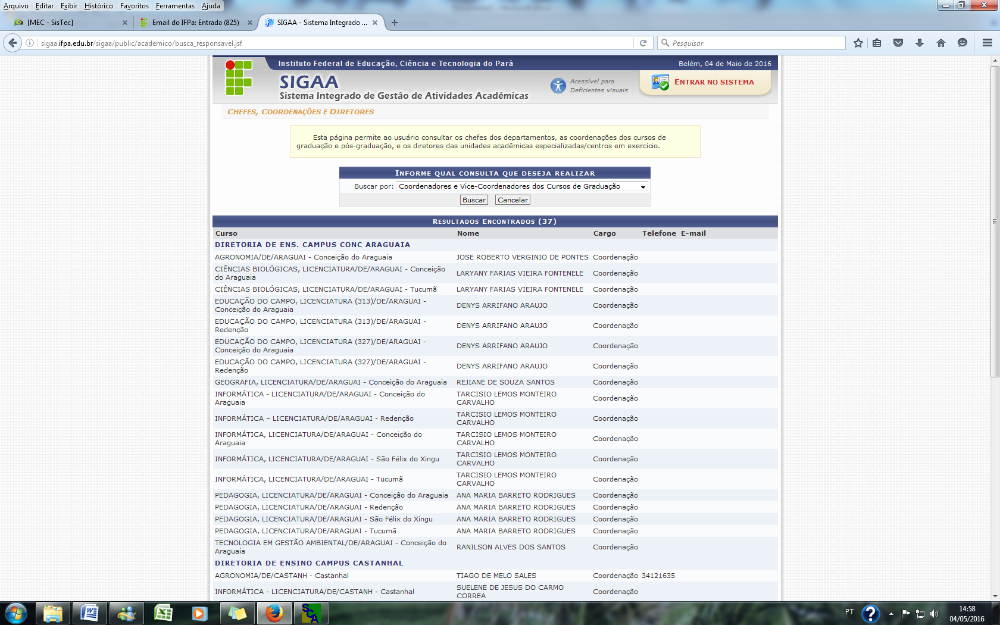 Arquivo Editar Exibir Histórico Favoritos Ferramentas Ajuda
[MEC - SisTec] Email do IFPa: Entrada (825) SIGAA - Sistema Integrado ...
sigaa.ifpa.edu.br/sigaa/public/academico/busca_responsavel.jsf Pesquisar
Instituto Federal de Educação, Ciência e Tecnologia do Pará Belém, 04 de Maio de 2016
SIGAA
Sistema Integrado de Gestão de Atividades Acadêmicas
Acessível para
Deficientes visuais
ENTRAR NO SISTEMA
CHEFES, COORDENAÇÕES E DIRETORES
Esta página permite ao usuário consultar os chefes dos departamentos, as coordenações dos cursos de
graduação e pós-graduação, e os diretores das unidades acadêmicas especializadas/centros em exercício.
INFORME QUAL CONSULTA QUE DESEJA REALIZAR
Buscar por: Coordenadores e Vice-Coordenadores dos Cursos de Graduação
Buscar Cancelar
RESULTADOS ENCONTRADOS (37)
Curso Nome Cargo Telefone E-mail
DIRETORIA DE ENS. CAMPUS CONC ARAGUAIA
AGRONOMIA/DE/ARAGUAI - Conceição do Araguaia JOSE ROBERTO VERGINIO DE PONTES Coordenação
CIÊNCIAS BIOLÓGICAS, LICENCIATURA/DE/ARAGUAI - Conceição
do Araguaia LARYANY FARIAS VIEIRA FONTENELE Coordenação
CIÊNCIAS BIOLÓGICAS, LICENCIATURA/DE/ARAGUAI - Tucumã LARYANY FARIAS VIEIRA FONTENELE Coordenação
EDUCAÇÃO DO CAMPO, LICENCIATURA (313)/DE/ARAGUAI -
Conceição do Araguaia DENYS ARRIFANO ARAUJO Coordenação
EDUCAÇÃO DO CAMPO, LICENCIATURA (313)/DE/ARAGUAI -
Redenção DENYS ARRIFANO ARAUJO Coordenação
EDUCAÇÃO DO CAMPO, LICENCIATURA (327)/DE/ARAGUAI -
Conceição do Araguaia DENYS ARRIFANO ARAUJO Coordenação
EDUCAÇÃO DO CAMPO, LICENCIATURA (327)/DE/ARAGUAI -
Redenção DENYS ARRIFANO ARAUJO Coordenação
GEOGRAFIA, LICENCIATURA/DE/ARAGUAI - Conceição do Araguaia REJIANE DE SOUZA SANTOS Coordenação
INFORMÁTICA - LICENCIATURA/DE/ARAGUAI - Conceição do
Araguaia TARCISIO LEMOS MONTEIRO
CARVALHO Coordenação
INFORMÁTICA – LICENCIATURA/DE/ARAGUAI - Redenção TARCISIO LEMOS MONTEIRO
CARVALHO Coordenação
INFORMÁTICA, LICENCIATURA/DE/ARAGUAI - Conceição do
Araguaia TARCISIO LEMOS MONTEIRO
CARVALHO Coordenação
INFORMÁTICA, LICENCIATURA/DE/ARAGUAI - São Félix do Xingu TARCISIO LEMOS MONTEIRO
CARVALHO Coordenação
INFORMÁTICA, LICENCIATURA/DE/ARAGUAI - Tucumã TARCISIO LEMOS MONTEIRO
CARVALHO Coordenação
PEDAGOGIA, LICENCIATURA/DE/ARAGUAI - Conceição do Araguaia ANA MARIA BARRETO RODRIGUES Coordenação
PEDAGOGIA, LICENCIATURA/DE/ARAGUAI - Redenção ANA MARIA BARRETO RODRIGUES Coordenação
PEDAGOGIA, LICENCIATURA/DE/ARAGUAI - São Félix do Xingu ANA MARIA BARRETO RODRIGUES Coordenação
PEDAGOGIA, LICENCIATURA/DE/ARAGUAI - Tucumã ANA MARIA BARRETO RODRIGUES Coordenação
TECNOLOGIA EM GESTÃO AMBIENTAL/DE/ARAGUAI - Conceição do
Araguaia RANILSON ALVES DOS SANTOS Coordenação
DIRETORIA DE ENSINO CAMPUS CASTANHAL
AGRONOMIA/DE/CASTANH - Castanhal TIAGO DE MELO SALES Coordenação 34121635
INFORMÁTICA - LICENCIATURA/DE/CASTANH - Castanhal SUELENE DE JESUS DO CARMO
CORREA Coordenação
SCA
PT 14:58
04/05/2016